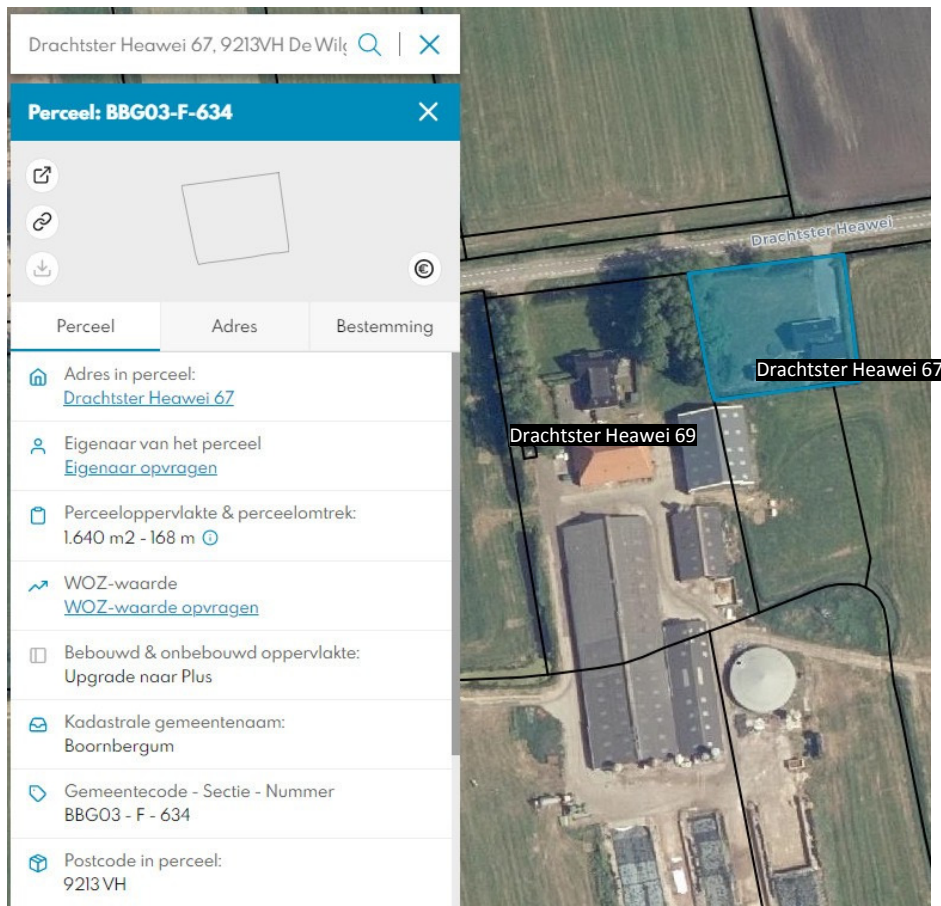 Drachtster Heawei 67, 9213VH De Wilg
Perceel: BBG03-F-634
Perceel Adres Bestemming
Adres in perceel:
Drachtster Heawei 67
Eigenaar van het perceel
Eigenaar opvragen
Perceeloppervlakte & perceelomtrek:
1.640 m2 - 168 m
WOZ-waarde
WOZ-waarde opvragen
Bebouwd & onbebouwd oppervlakte:
Upgrade naar Plus
Kadastrale gemeentenaam:
Boornbergum
Gemeentecode - Sectie - Nummer
BBG03 - F - 634
Postcode in perceel:
9213 VH
Drachtster Heawei
Drachtster Heawei 67
Drachtster Heawei 69